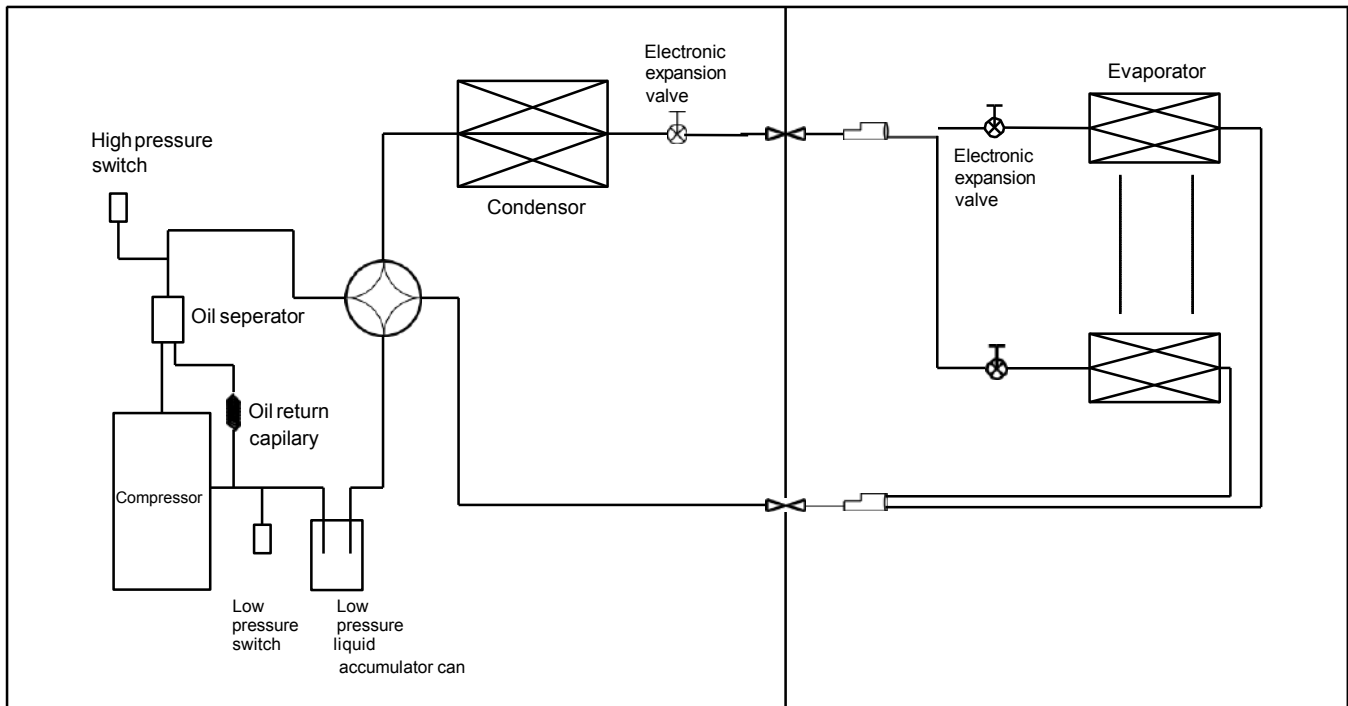 Electronic
expansion
valve
Evaporator
High pressure
switch
Electronic
expansion
valve
Condensor
Oil seperator
Oil return
capilary
Compressor
Low
pressure
switch
Low
pressure
liquid
accumulator can